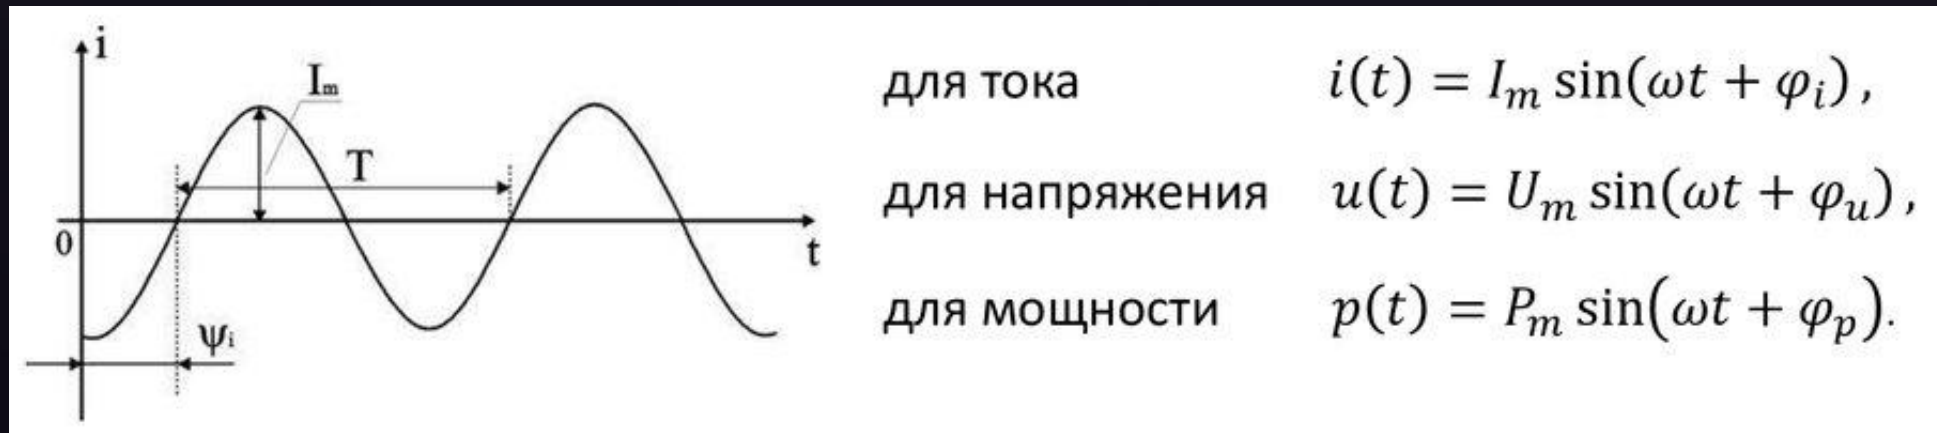 i
Iₘ
T
0
t
ψᵢ
для тока i(t) = Iₘ sin(ωt + φᵢ),
для напряжения u(t) = Uₘ sin(ωt + φᵤ),
для мощности p(t) = Pₘ sin(ωt + φₚ).